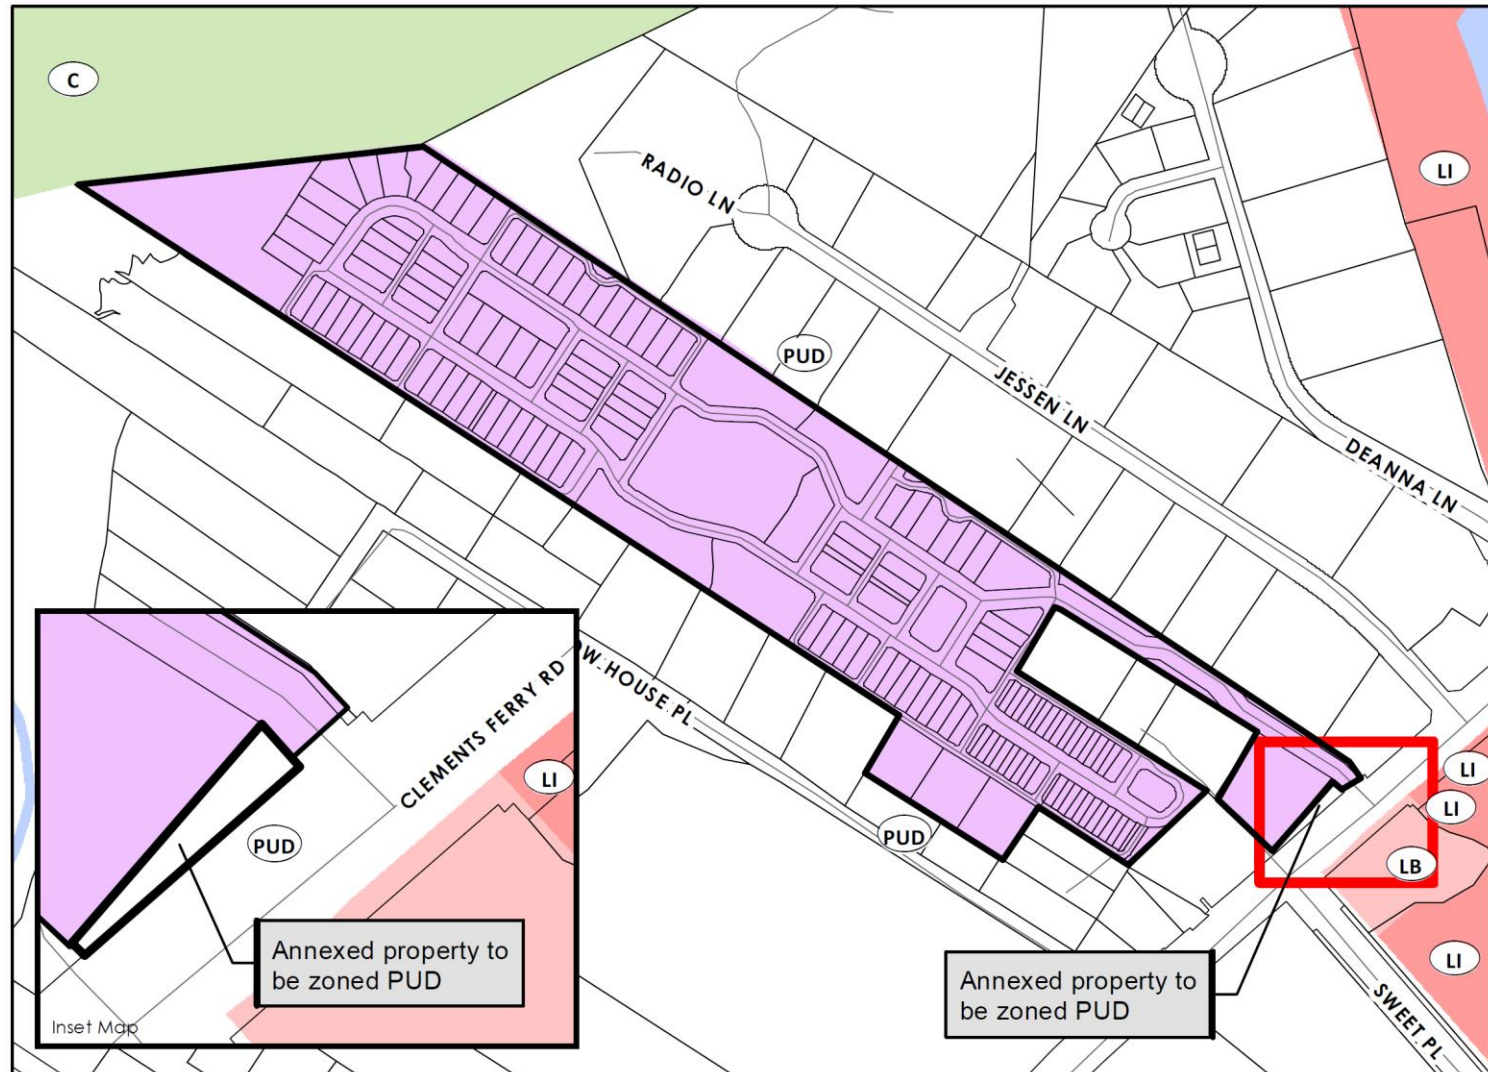 C
LI
RADIO LN
PUD
JESSEN LN
DEANNA LN
OW HOUSE PL
CLEMENTS FERRY RD
LI
LI
LI
PUD
PUD
LB
Annexed property to
be zoned PUD
Inset Map
Annexed property to
be zoned PUD
LI
SWEET PL